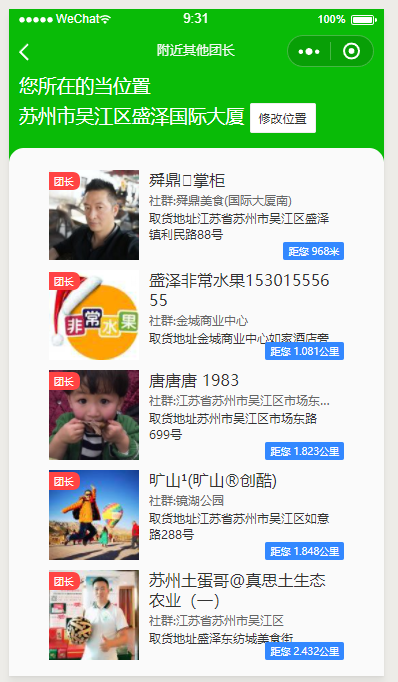 WeChat 9:31 100%
附近其他团长
您所在的当位置
苏州市吴江区盛泽国际大厦 修改位置
团长
舜鼎▯掌柜
社群:舜鼎美食(国际大厦南)
取货地址江苏省苏州市吴江区盛泽
镇利民路88号
距您 968米
团长
非常水果
盛泽非常水果153015556
55
社群:金城商业中心
取货地址金城商业中心如家酒店旁
距您 1.081公里
团长
唐唐唐 1983
社群:江苏省苏州市吴江区市场东...
取货地址苏州市吴江区市场东路
699号
距您 1.823公里
团长
旷山¹(旷山®创酷)
社群:镜湖公园
取货地址江苏省苏州市吴江区如意
路288号
距您 1.848公里
团长
苏州土蛋哥@真思土生态
农业（一）
社群:江苏省苏州市吴江区
取货地址盛泽东纺城美食街
距您 2.432公里